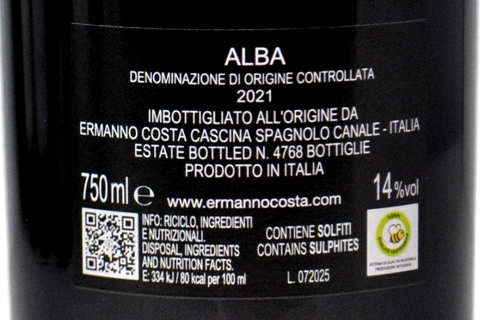 ALBA
DENOMINAZIONE DI ORIGINE CONTROLLATA
2021
IMBOTTIGLIATO ALL'ORIGINE DA
ERMANNO COSTA CASCINA SPAGNOLO CANALE - ITALIA
ESTATE BOTTLED N. 4768 BOTTIGLIE
PRODOTTO IN ITALIA
750 ml e
www.ermannocosta.com
14%vol
INFO: RICICLO, INGREDIENTI
E NUTRIZIONALI.
DISPOSAL, INGREDIENTS
AND NUTRITION FACTS.
E: 334 kJ / 80 kcal per 100 ml
CONTIENE SOLFITI
CONTAINS SULPHITES
L. 072025